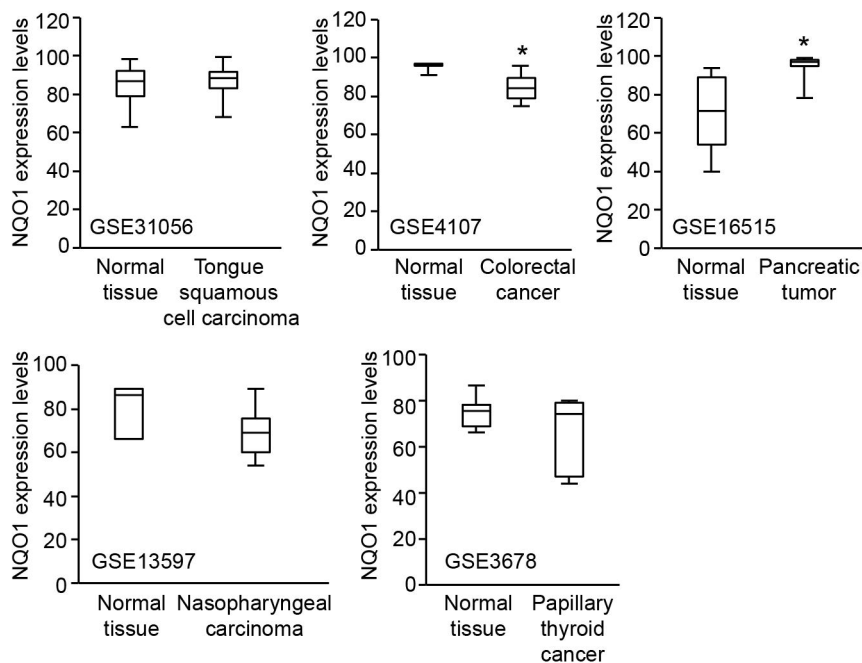 NQO1 expression levels
120
100
80
60
40
20
0
GSE31056
Normal
tissue
Tongue
squamous
cell carcinoma
NQO1 expression levels
120
100
80
60
40
20
0
*
GSE4107
Normal
tissue
Colorectal
cancer
NQO1 expression levels
120
100
80
60
40
20
0
*
GSE16515
Normal
tissue
Pancreatic
tumor
NQO1 expression levels
100
80
60
40
20
0
GSE13597
Normal
tissue
Nasopharyngeal
carcinoma
NQO1 expression levels
100
80
60
40
20
0
GSE3678
Normal
tissue
Papillary
thyroid
cancer